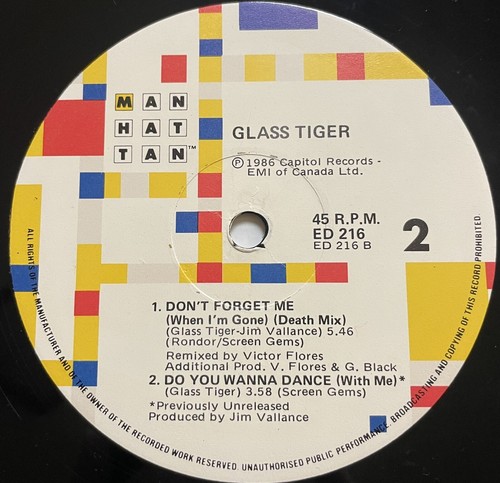 MAN
HAT
TAN™
GLASS TIGER
Ⓟ1986 Capitol Records -
EMI of Canada Ltd.
45 R.P.M.
ED 216
ED 216 B
2
1. DON'T FORGET ME
(When I'm Gone) (Death Mix)
(Glass Tiger-Jim Vallance) 5.46
(Rondor/Screen Gems)
Remixed by Victor Flores
Additional Prod. V. Flores & G. Black
2. DO YOU WANNA DANCE (With Me)*
(Glass Tiger) 3.58 (Screen Gems)
*Previously Unreleased
Produced by Jim Vallance
ALL RIGHTS OF THE MANUFACTURER AND OF THE OWNER OF THE RECORDED WORK RESERVED. UNAUTHORISED PUBLIC PERFORMANCE, BROADCASTING AND COPYING OF THIS RECORD PROHIBITED